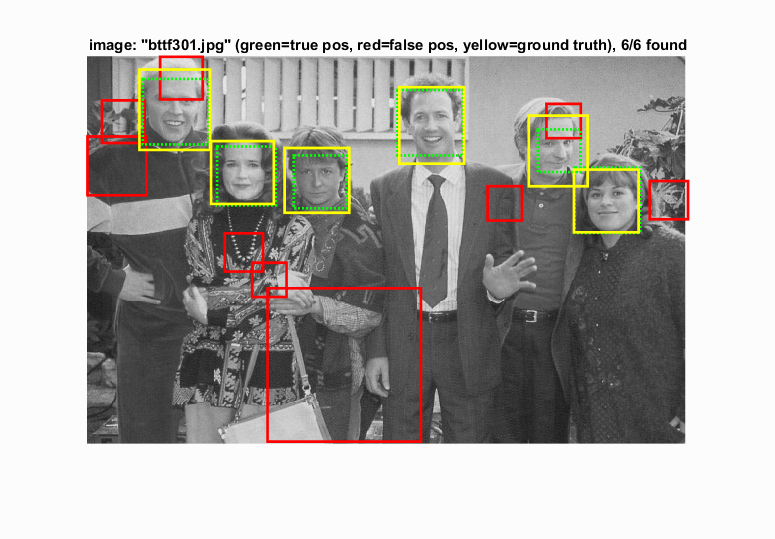 image: "bttf301.jpg" (green=true pos, red=false pos, yellow=ground truth), 6/6 found